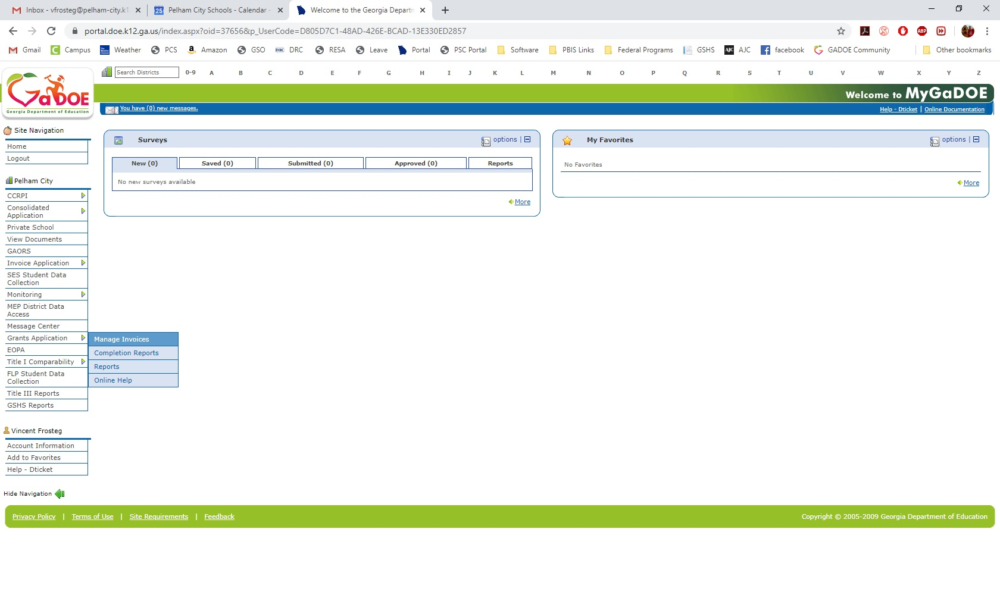 Inbox - vfrosteg@pelham-city.k1
Pelham City Schools - Calendar -
Welcome to the Georgia Departm
portal.doe.k12.ga.us/index.aspx?oid=37656&p_UserCode=D805D7C1-48AD-426E-BCAD-13E330ED2857
Gmail Campus Weather PCS Amazon GSO DRC DRC RESA Leave Portal PSC Portal Software PBIS Links Federal Programs GSHS AJC AJC facebook GADOE Community Other bookmarks
Search Districts 0-9 A B C D E F G H I J K L M N O P Q R S T U V W X Y Z
GaDOE
Georgia Department of Education
Welcome to MyGaDOE
You have (0) new messages.
Help - Dticket | Online Documentation
Site Navigation
Home
Logout
Pelham City
CCRPI
Consolidated
Application
Private School
View Documents
GAORS
Invoice Application
SES Student Data
Collection
Monitoring
MEP District Data
Access
Message Center
Grants Application
EOPA
Title I Comparability
FLP Student Data
Collection
Title III Reports
GSHS Reports
Manage Invoices
Completion Reports
Reports
Online Help
Vincent Frosteg
Account Information
Add to Favorites
Help - Dticket
Hide Navigation
Surveys
options |
New (0) Saved (0) Submitted (0) Approved (0) Reports
No new surveys available
More
My Favorites
options |
No Favorites
More
Privacy Policy | Terms of Use | Site Requirements | Feedback
Copyright © 2005-2009 Georgia Department of Education